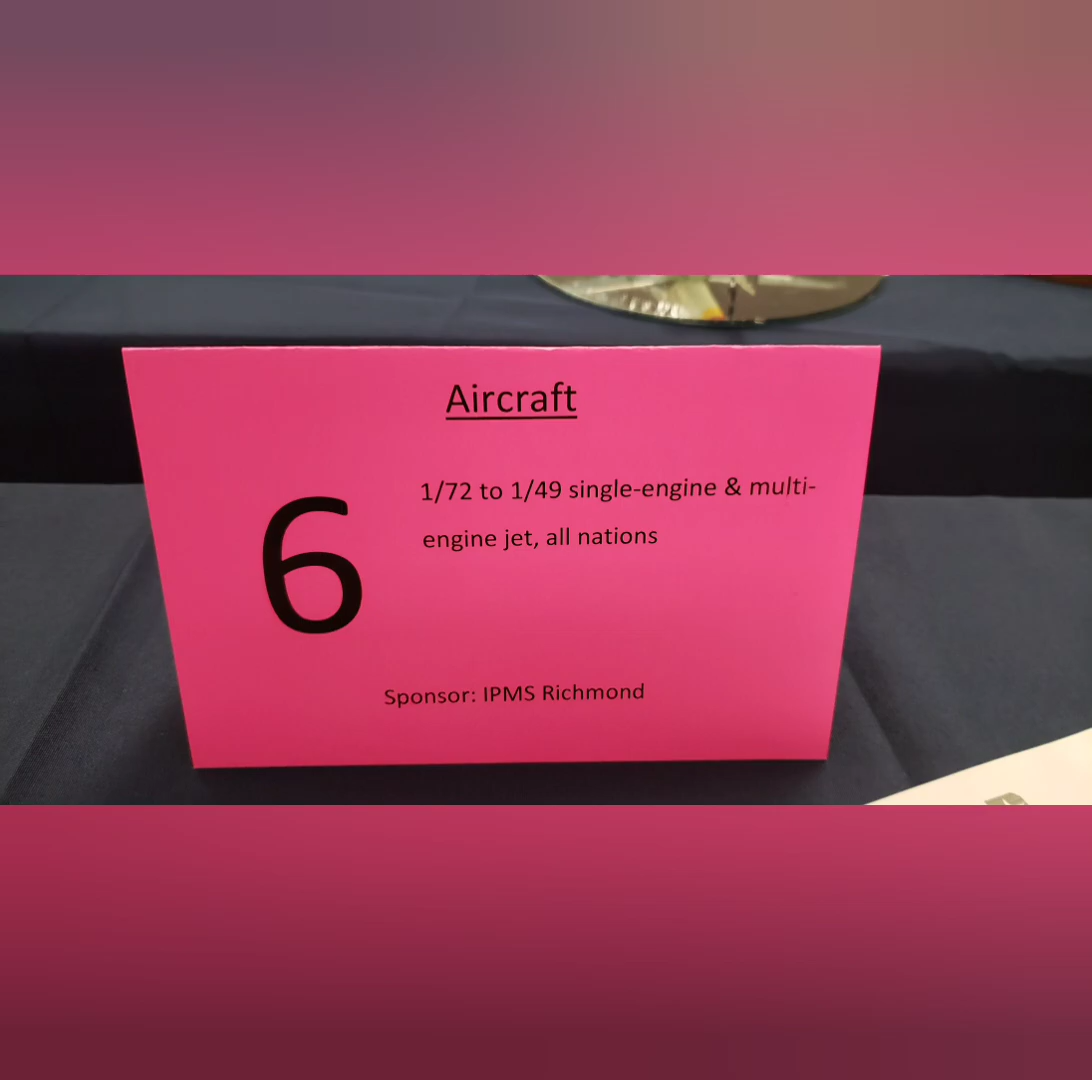 Aircraft
6
1/72 to 1/49 single-engine & multi-
engine jet, all nations
Sponsor: IPMS Richmond